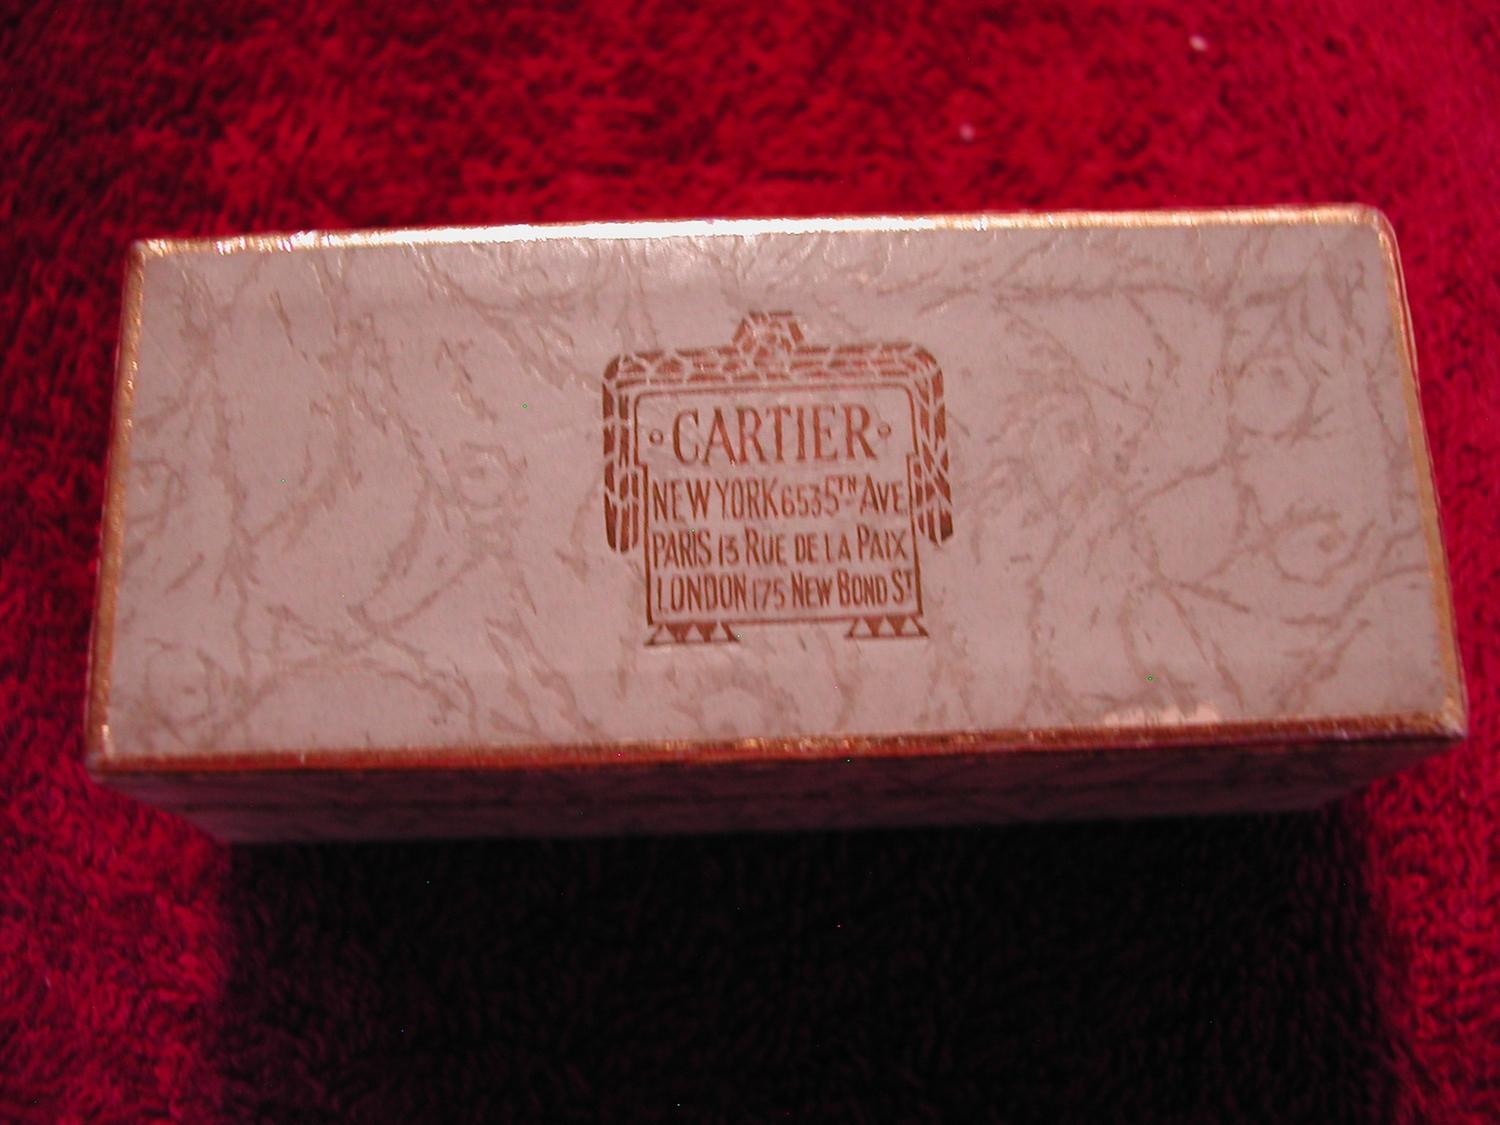 CARTIER
NEW YORK 653 5TH AVE
PARIS 13 RUE DE LA PAIX
LONDON 175 NEW BOND ST